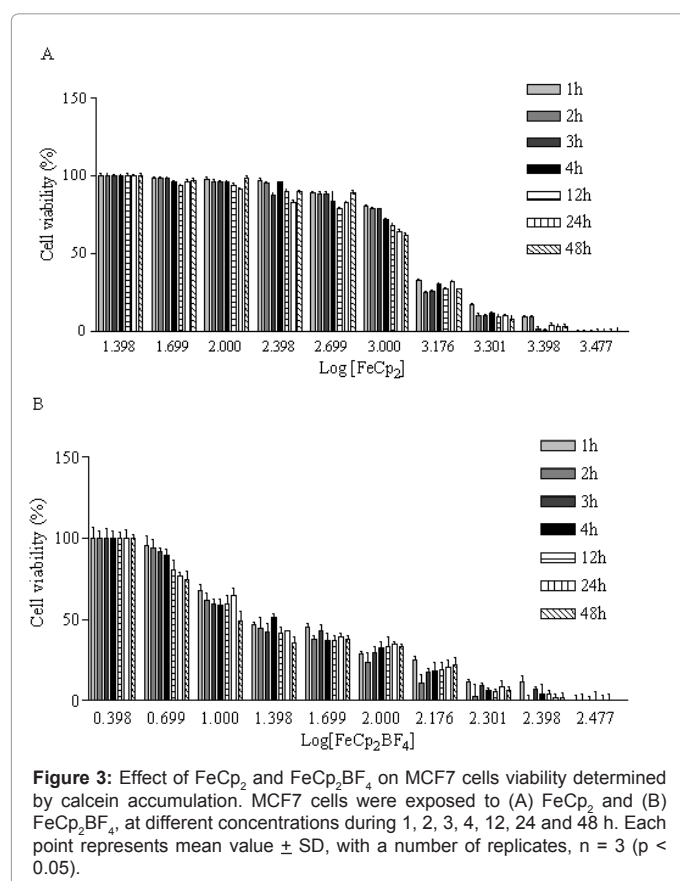 A
150
100
50
0
Cell viability (%)
1h
2h
3h
4h
12h
24h
48h
1.398 1.699 2.000 2.398 2.699 3.000 3.176 3.301 3.398 3.477
Log [FeCp₂]
B
150
100
50
0
Cell viability (%)
1h
2h
3h
4h
12h
24h
48h
0.398 0.699 1.000 1.398 1.699 2.000 2.176 2.301 2.398 2.477
Log[FeCp₂BF₄]
Figure 3: Effect of FeCp₂ and FeCp₂BF₄ on MCF7 cells viability determined
by calcein accumulation. MCF7 cells were exposed to (A) FeCp₂ and (B)
FeCp₂BF₄, at different concentrations during 1, 2, 3, 4, 12, 24 and 48 h. Each
point represents mean value ± SD, with a number of replicates, n = 3 (p <
0.05).